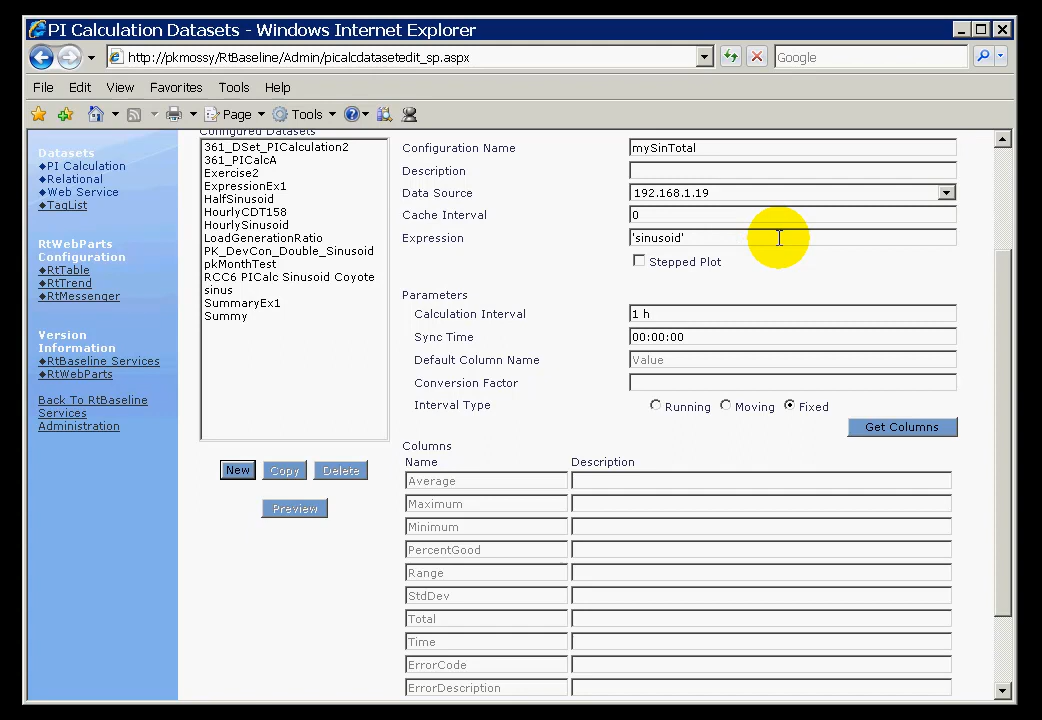 PI Calculation Datasets - Windows Internet Explorer
http://pkmossy/RtBaseline/Admin/picalcdatasetedit_sp.aspx
Google
File Edit View Favorites Tools Help
Page Tools
Datasets
PI Calculation
Relational
Web Service
TagList
RtWebParts
Configuration
RtTable
RtTrend
RtMessenger
Version
Information
RtBaseline Services
RtWebParts
Back To RtBaseline
Services
Administration
Configured Datasets
361_DSet_PICalculation2
361_PICalcA
Exercise2
ExpressionEx1
HalfSinusoid
HourlyCDT158
HourlySinusoid
LoadGenerationRatio
PK_DevCon_Double_Sinusoid
pkMonthTest
RCC6 PICalc Sinusoid Coyote
sinus
SummaryEx1
Summy
New Copy Delete
Preview
Configuration Name mySinTotal
Description
Data Source 192.168.1.19
Cache Interval 0
Expression 'sinusoid'
Stepped Plot
Parameters
Calculation Interval 1 h
Sync Time 00:00:00
Default Column Name Value
Conversion Factor
Interval Type Running Moving Fixed
Get Columns
Columns
Name Description
Average
Maximum
Minimum
PercentGood
Range
StdDev
Total
Time
ErrorCode
ErrorDescription